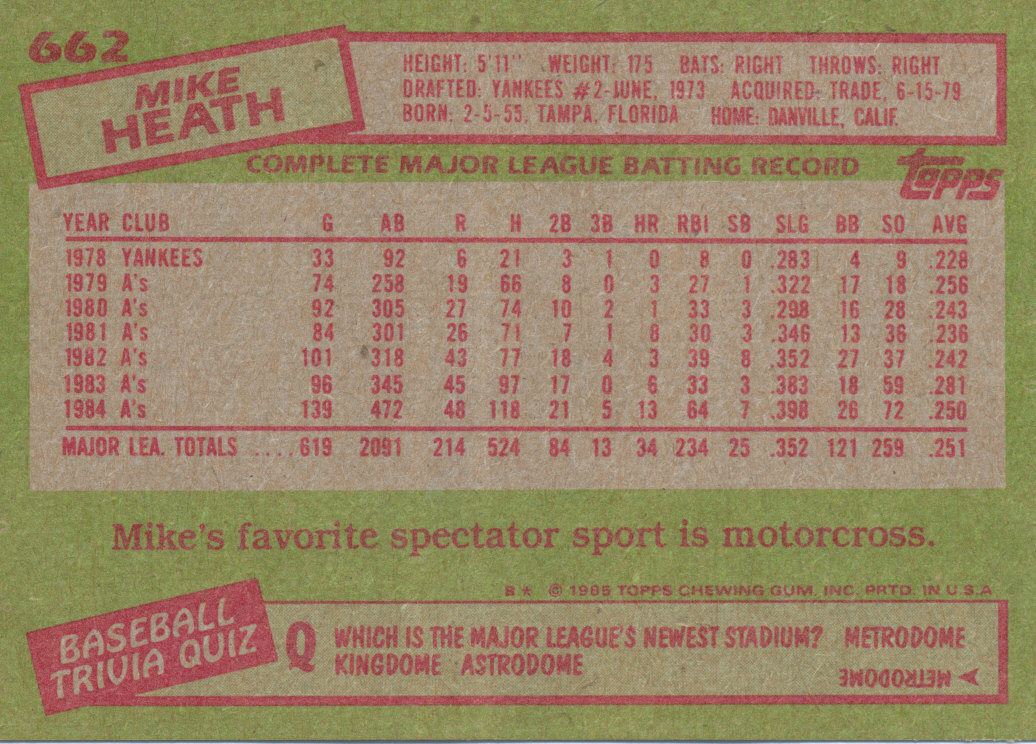 662
MIKE
HEATH
HEIGHT: 5'11" WEIGHT: 175 BATS: RIGHT THROWS: RIGHT
DRAFTED: YANKEES #2-JUNE, 1973 ACQUIRED: TRADE, 6-15-79
BORN: 2-5-55, TAMPA, FLORIDA HOME: DANVILLE, CALIF.
COMPLETE MAJOR LEAGUE BATTING RECORD
topps
YEAR CLUB G AB R H 2B 3B HR RBI SB SLG BB SO AVG
1978 YANKEES 33 92 6 21 3 1 0 8 0 .283 4 9 .228
1979 A's 74 258 19 66 8 0 3 27 1 .322 17 18 .256
1980 A's 92 305 27 74 10 2 1 33 3 .298 16 28 .243
1981 A's 84 301 26 71 7 1 8 30 3 .346 13 36 .236
1982 A's 101 318 43 77 18 4 3 39 8 .352 27 37 .242
1983 A's 96 345 45 97 17 0 6 33 3 .383 18 59 .281
1984 A's 139 472 48 118 21 5 13 64 7 .398 26 72 .250
MAJOR LEA. TOTALS ....619 2091 214 524 84 13 34 234 25 .352 121 259 .251
Mike's favorite spectator sport is motorcross.
B* © 1985 TOPPS CHEWING GUM, INC. PRTD. IN U.S.A
BASEBALL
TRIVIA QUIZ
Q WHICH IS THE MAJOR LEAGUE'S NEWEST STADIUM? METRODOME
KINGDOME ASTRODOME
METRODOME